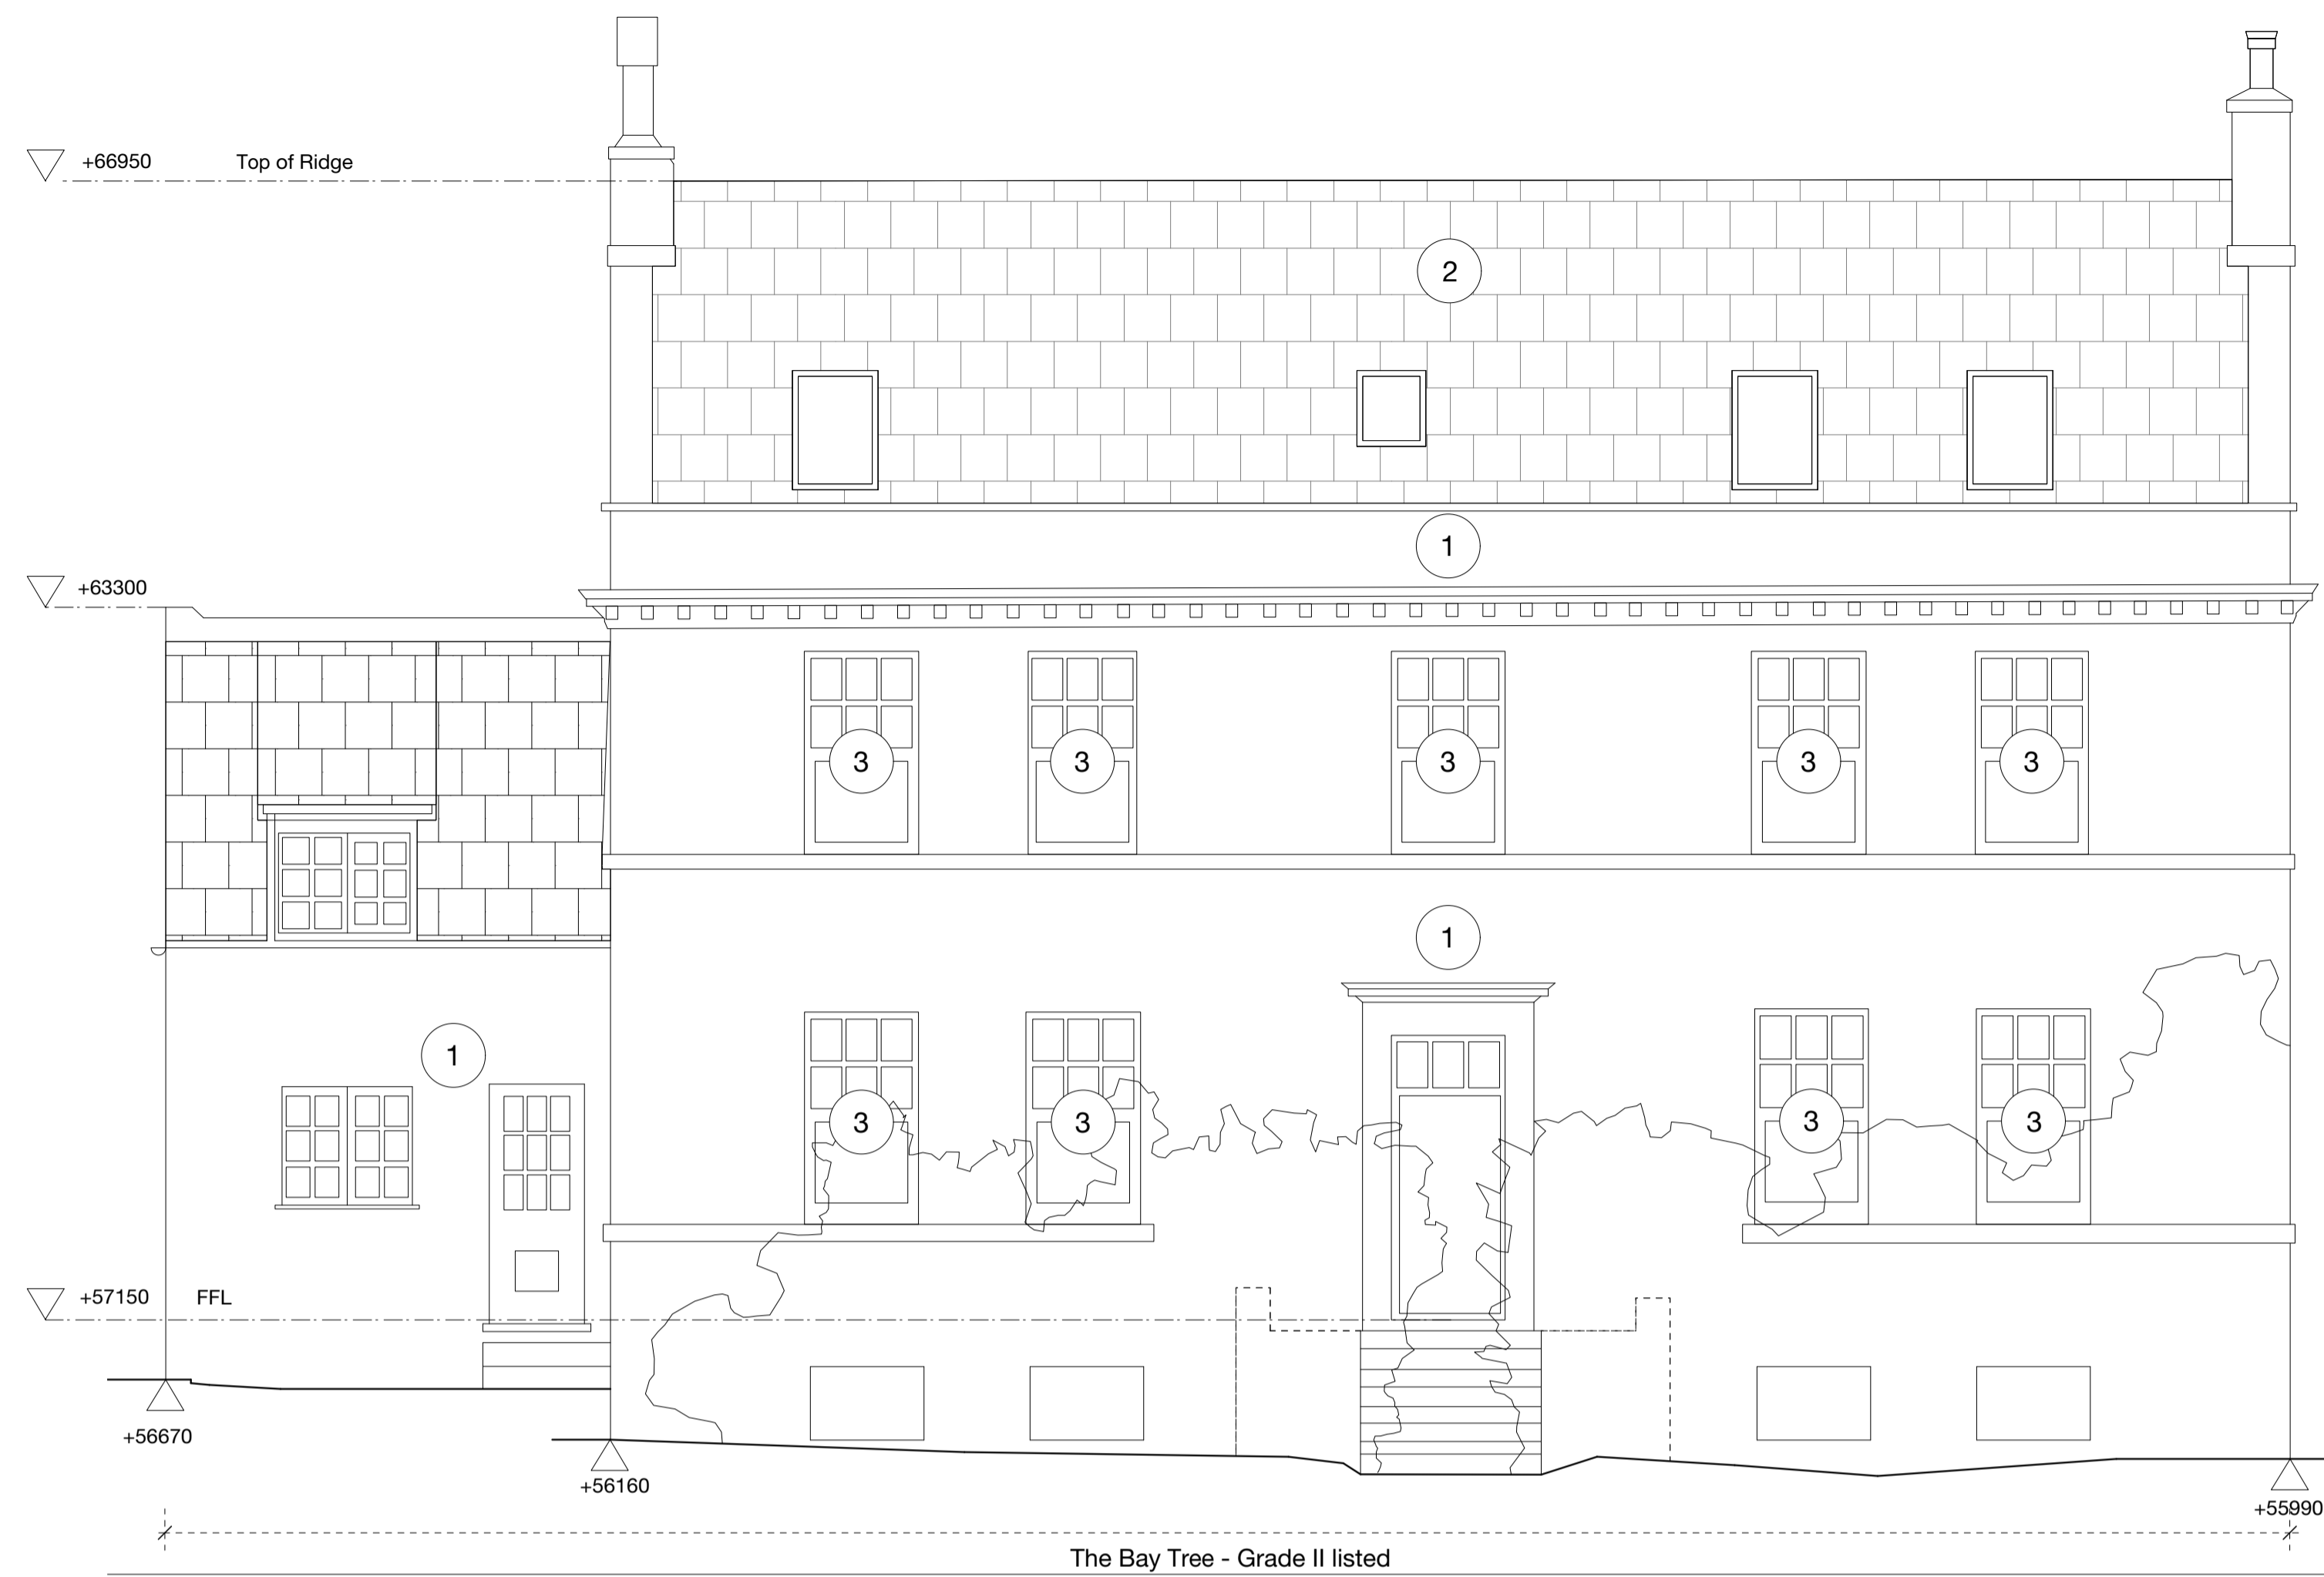 +66950 Top of Ridge
2
1
+63300
3 3 3 3 3
1
1
3 3 3 3
+57150 FFL
+56670
+56160
+55990
The Bay Tree - Grade II listed